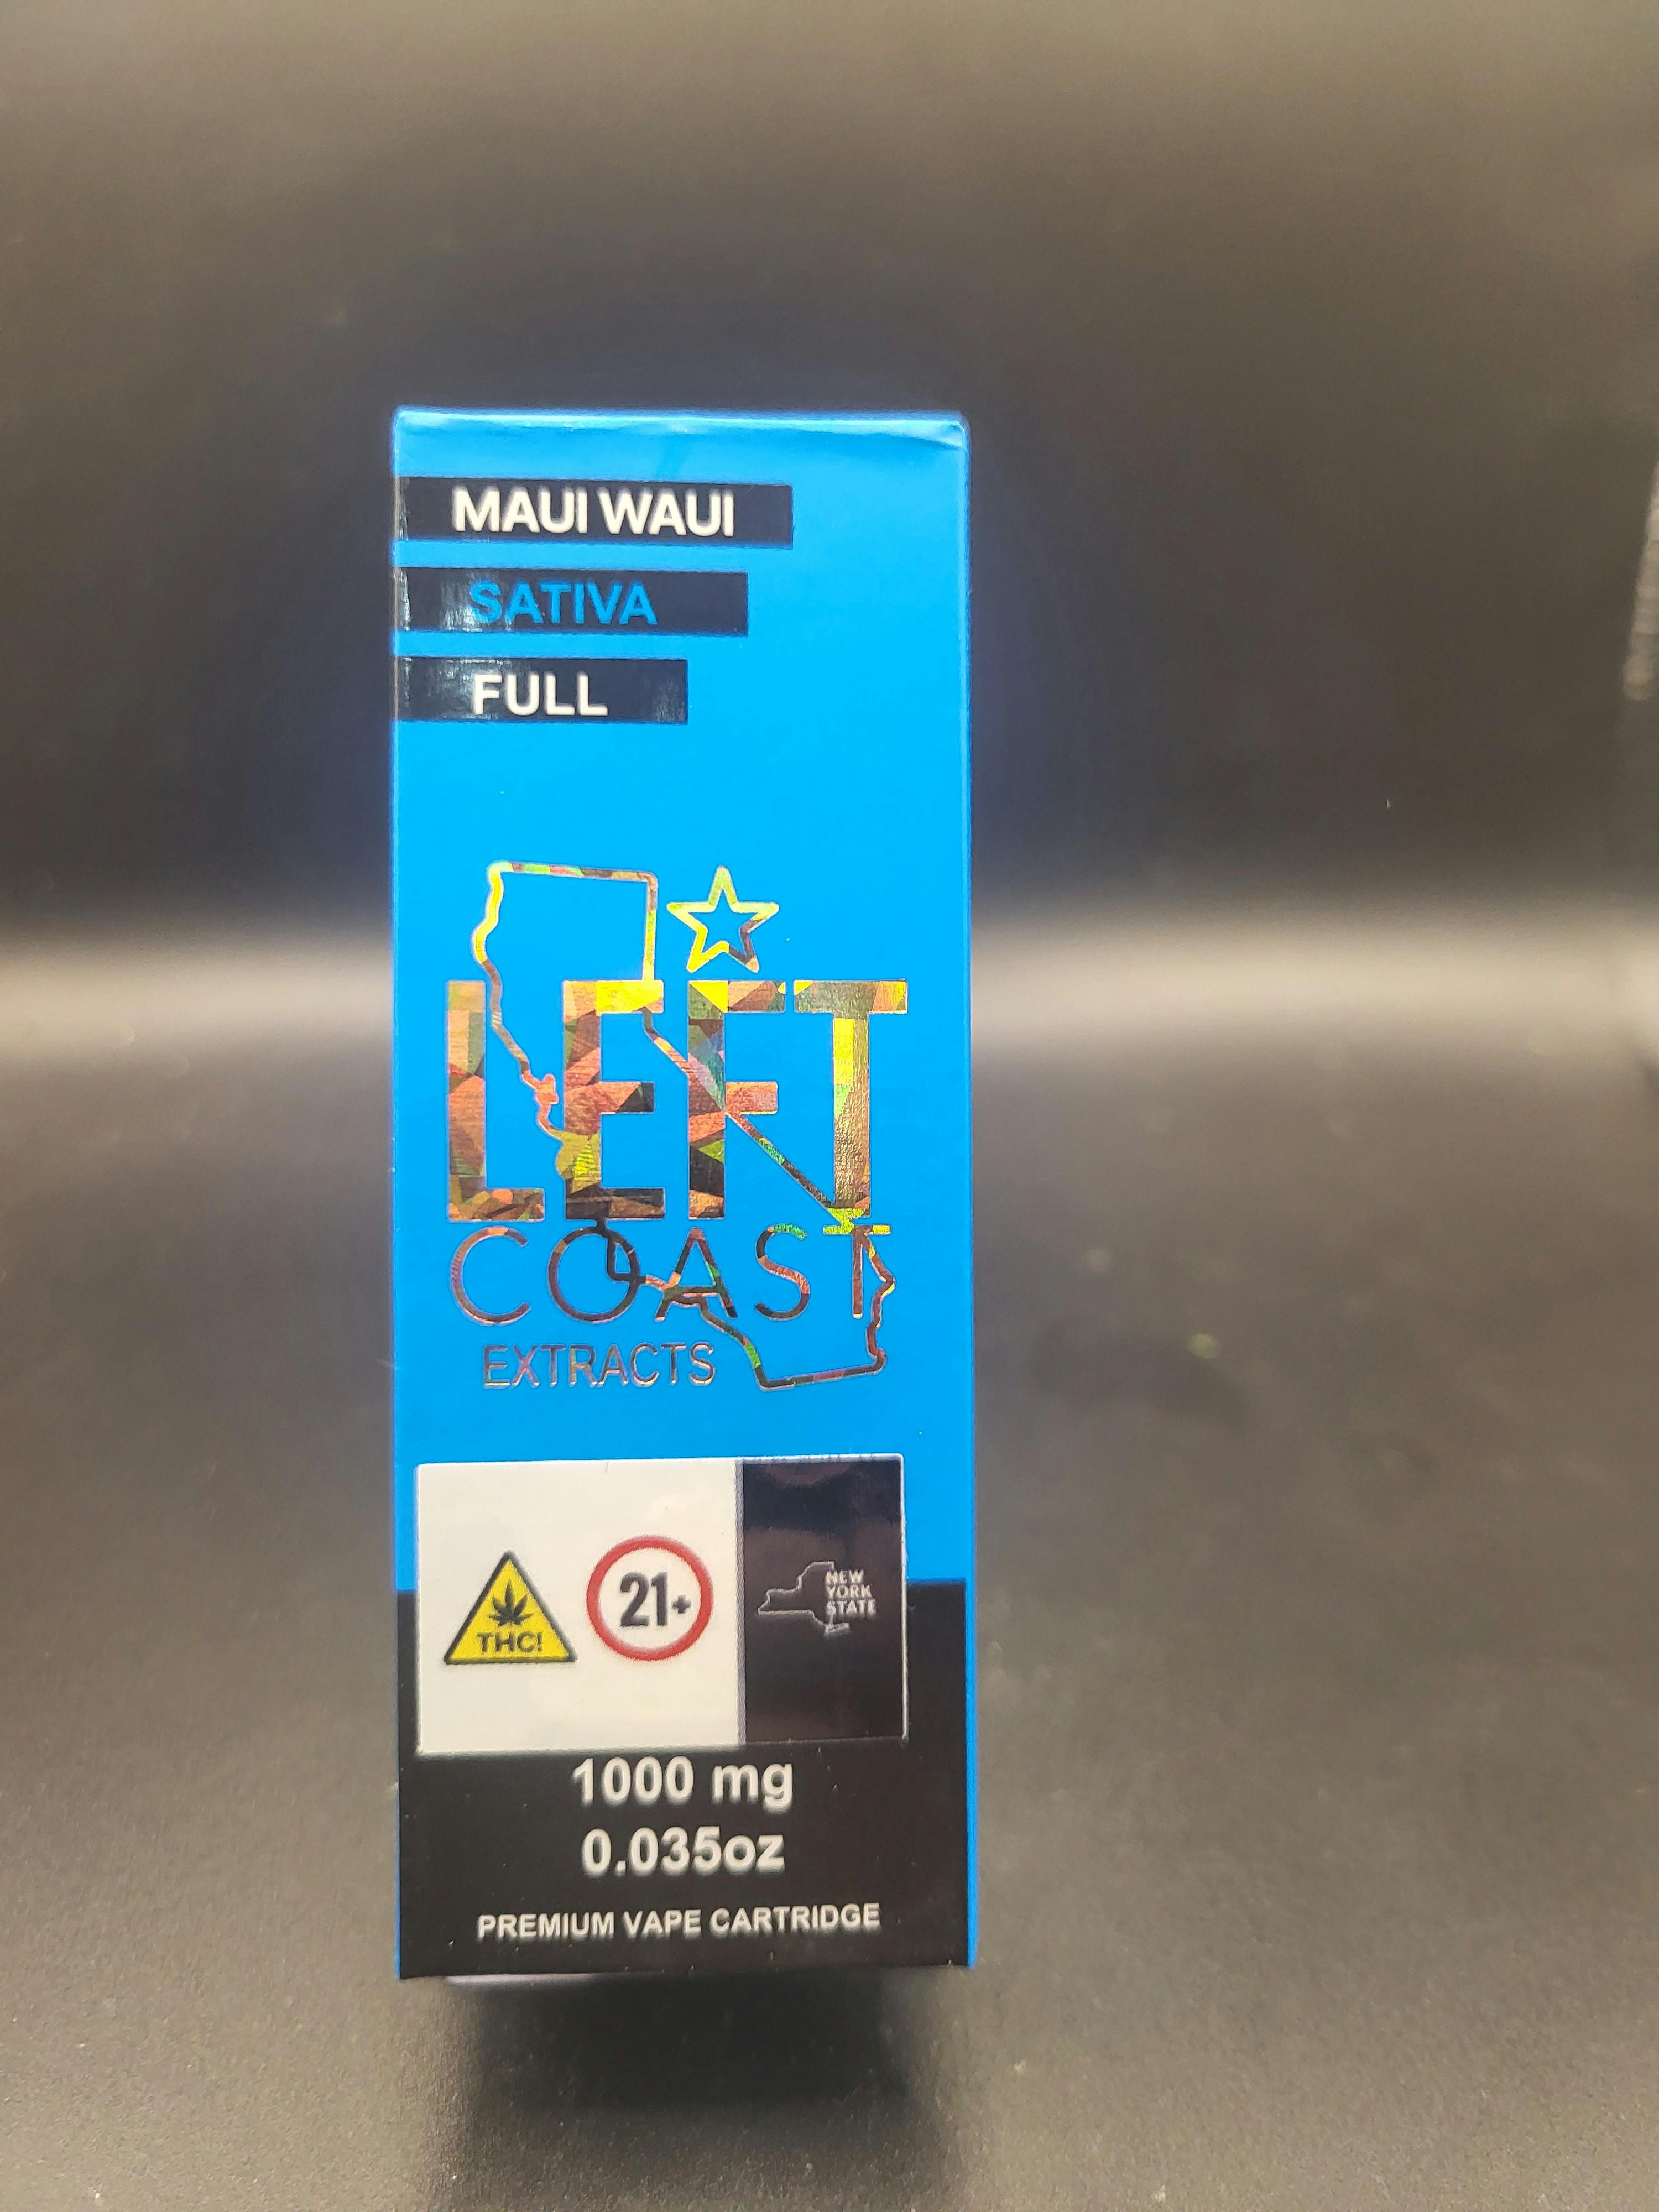 MAUI WAUI
SATIVA
FULL
LEFT
COAST
EXTRACTS
THC!
21+
NEW
YORK
STATE
1000 mg
0.035oz
PREMIUM VAPE CARTRIDGE